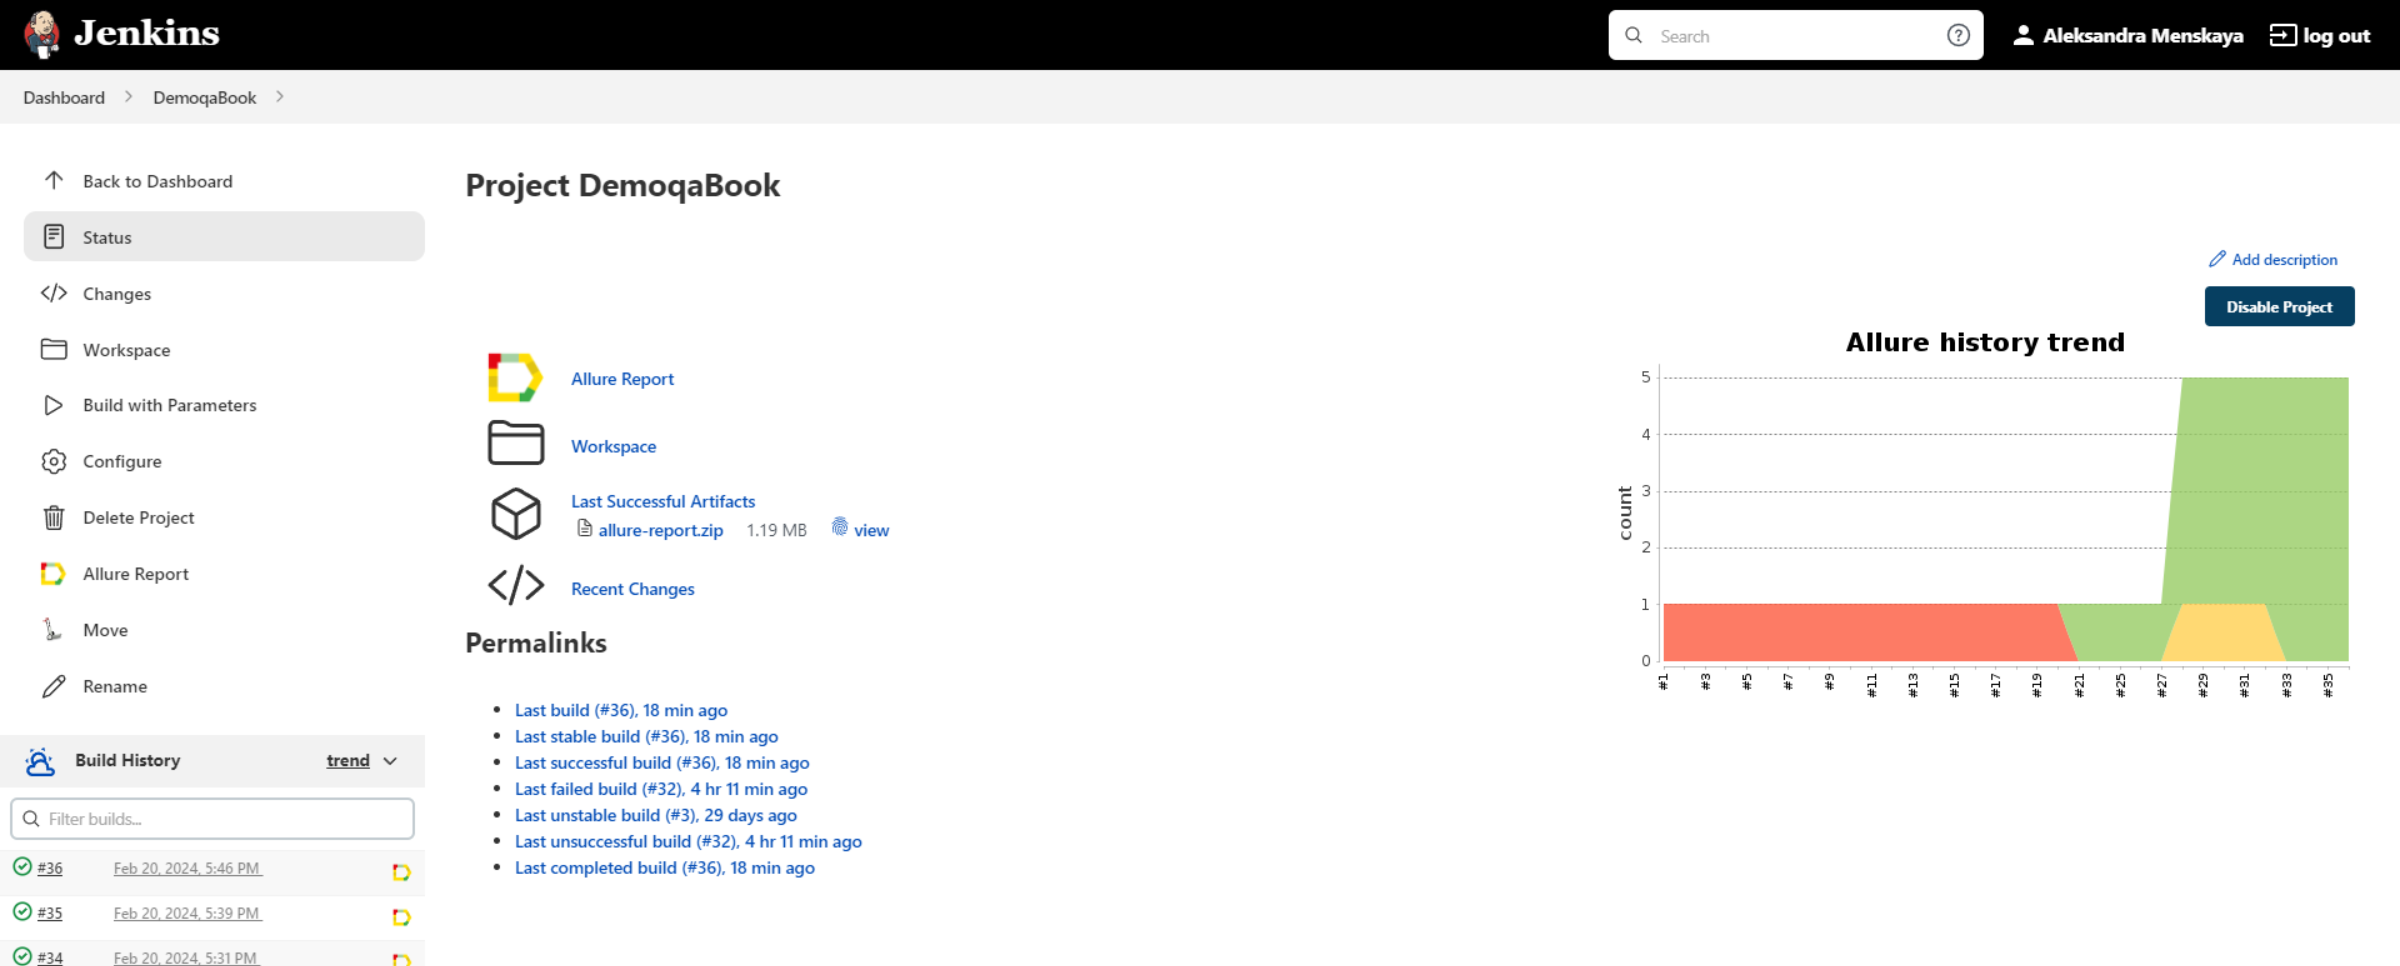 Jenkins
Search
Aleksandra Menskaya
log out
Dashboard
DemoqaBook
Back to Dashboard
Status
Changes
Workspace
Build with Parameters
Configure
Delete Project
Allure Report
Move
Rename
Build History
trend
Filter builds...
#36 Feb 20, 2024, 5:46 PM
#35 Feb 20, 2024, 5:39 PM
#34 Feb 20, 2024, 5:31 PM
Project DemoqaBook
Add description
Disable Project
Allure Report
Workspace
Last Successful Artifacts
allure-report.zip 1.19 MB view
Recent Changes
Permalinks
Last build (#36), 18 min ago
Last stable build (#36), 18 min ago
Last successful build (#36), 18 min ago
Last failed build (#32), 4 hr 11 min ago
Last unstable build (#3), 29 days ago
Last unsuccessful build (#32), 4 hr 11 min ago
Last completed build (#36), 18 min ago
Allure history trend
count
5
4
3
2
1
0
#1 #3 #5 #7 #9 #11 #13 #15 #17 #19 #21 #25 #27 #29 #31 #33 #35